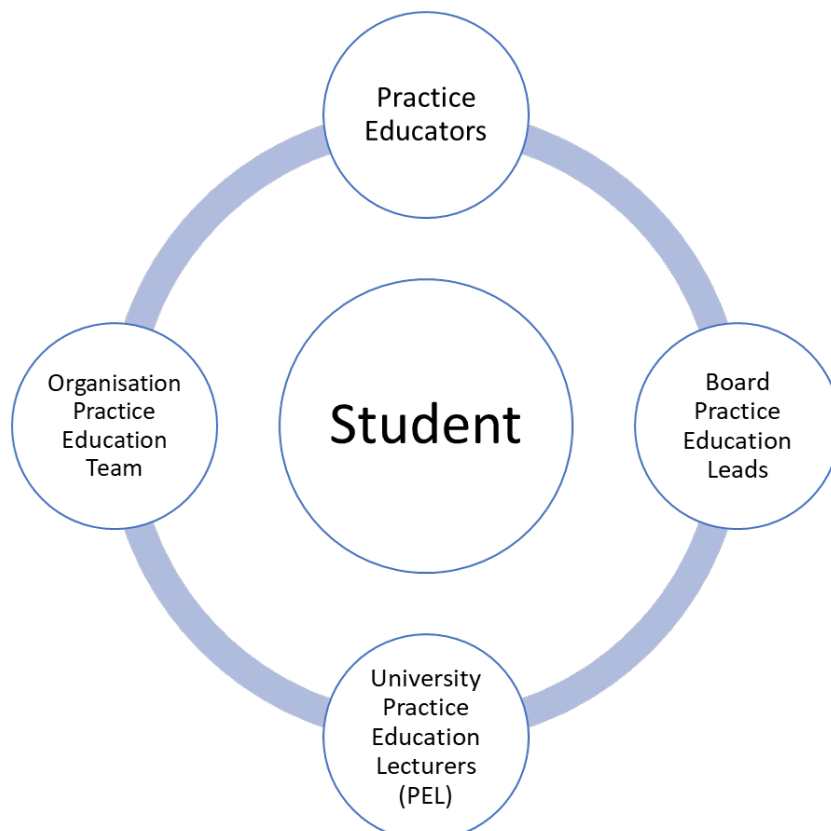 Practice
Educators
Organisation
Practice
Education
Team
Student
Board
Practice
Education
Leads
University
Practice
Education
Lecturers
(PEL)